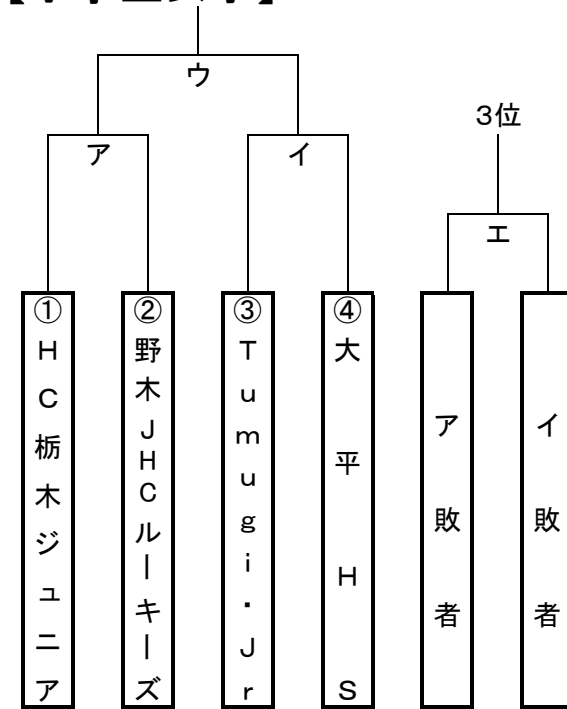 ウ
ア
イ
3位
エ
①HC栃木ジュニア
②野木JHCルーキーズ
③Tumugi・Jr
④大平HS
ア敗者
イ敗者